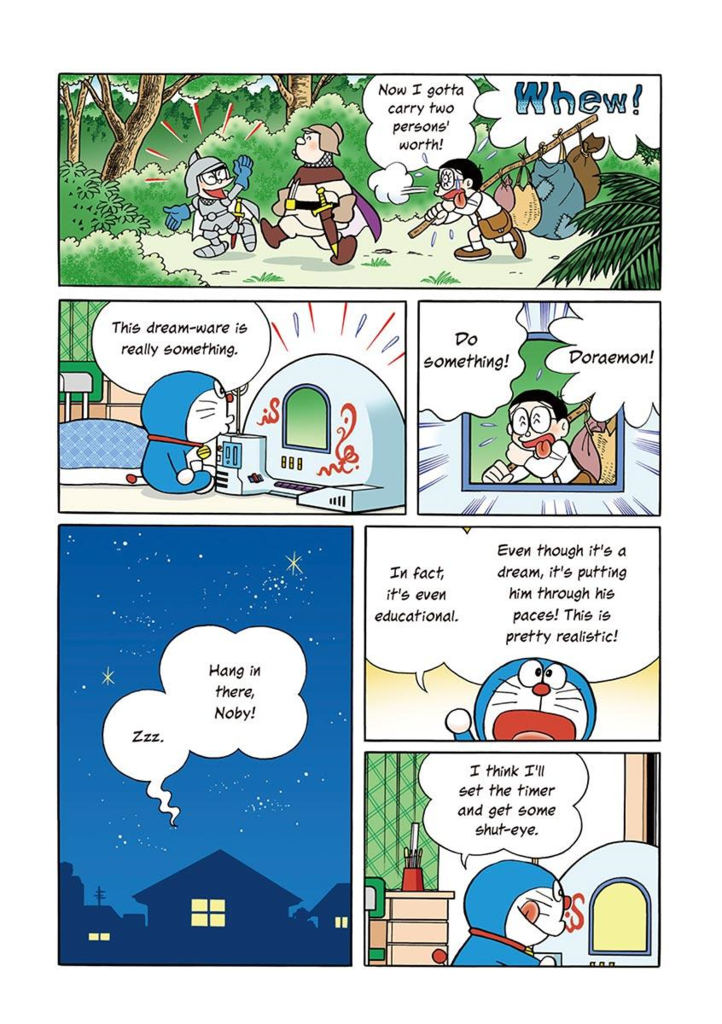 Now I gotta
carry two
persons'
worth!
Whew!
This dream-ware is
really something.
Do
something!
Doraemon!
Even though it's a
dream, it's putting
him through his
paces! This is
pretty realistic!
In fact,
it's even
educational.
I think I'll
set the timer
and get some
shut-eye.
Hang in
there,
Noby!
Zzz.